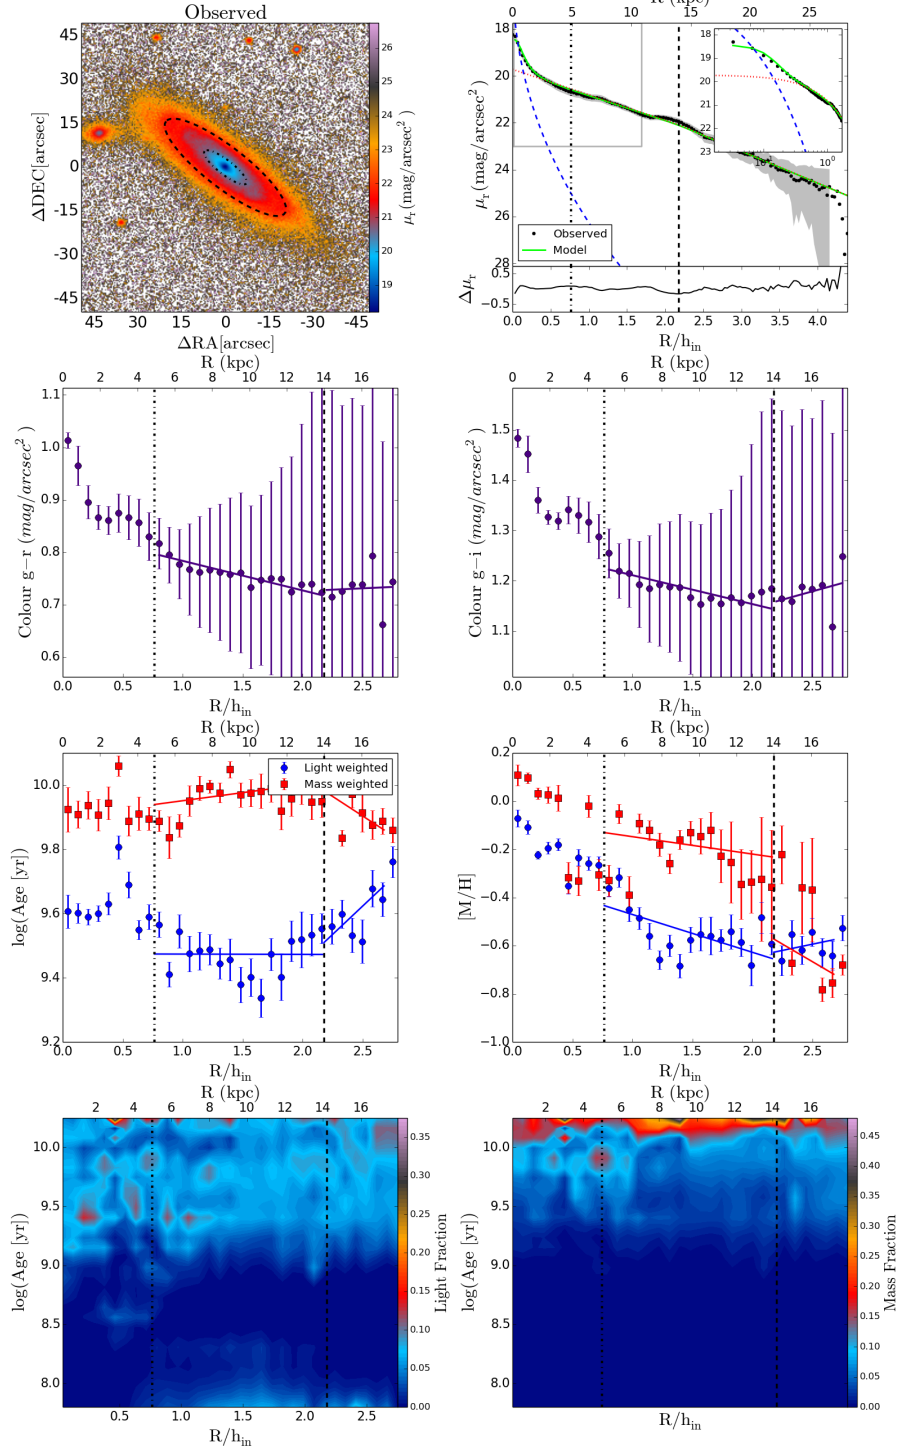 Observed
45
30
15
0
-15
-30
-45
45 30 15 0 -15 -30 -45
ΔDEC[arcsec]
ΔRA[arcsec]
26
25
24
23
22
21
20
19
μr (mag/arcsec2)
R (kpc)
0 5 10 15 20 25
18
20
22
24
26
28
μr (mag/arcsec2)
18
19
20
21
22
23
10-1 100
Observed
Model
0.5
-0.5
Δμr
0.0 0.5 1.0 1.5 2.0 2.5 3.0 3.5 4.0
R/hin
R (kpc)
0 2 4 6 8 10 12 14 16
1.1
1.0
0.9
0.8
0.7
0.6
Colour g−r (mag/arcsec2)
0.0 0.5 1.0 1.5 2.0 2.5
R/hin
R (kpc)
0 2 4 6 8 10 12 14 16
1.5
1.4
1.3
1.2
1.1
Colour g−i (mag/arcsec2)
0.0 0.5 1.0 1.5 2.0 2.5
R/hin
R (kpc)
0 2 4 6 8 10 12 14 16
10.0
9.8
9.6
9.4
9.2
log(Age [yr])
Light weighted
Mass weighted
0.0 0.5 1.0 1.5 2.0 2.5
R/hin
R (kpc)
0 2 4 6 8 10 12 14 16
0.2
0.0
−0.2
−0.4
−0.6
−0.8
−1.0
[M/H]
0.0 0.5 1.0 1.5 2.0 2.5
R/hin
R (kpc)
2 4 6 8 10 12 14 16
10.0
9.5
9.0
8.5
8.0
log(Age [yr])
0.5 1.0 1.5 2.0 2.5
R/hin
0.35
0.30
0.25
0.20
0.15
0.10
0.05
0.00
Light Fraction
R (kpc)
2 4 6 8 10 12 14 16
10.0
9.5
9.0
8.5
8.0
log(Age [yr])
R/hin
0.45
0.40
0.35
0.30
0.25
0.20
0.15
0.10
0.05
0.00
Mass Fraction